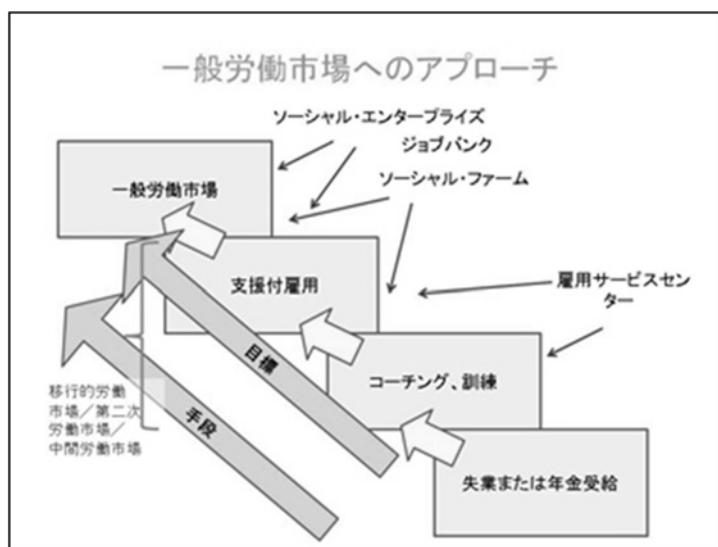 一般労働市場へのアプローチ
ソーシャル・エンタープライズ
ジョブバンク
ソーシャル・ファーム
一般労働市場
支援付雇用
雇用サービスセン
ター
コーチング、訓練
目標
手段
移行的労働
市場／第二次
労働市場／
中間労働市場
失業または年金受給